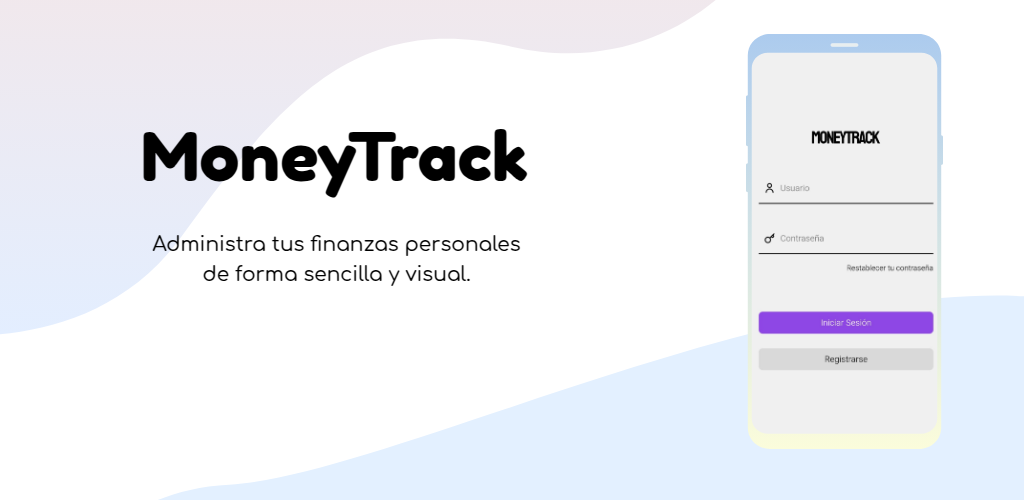 MoneyTrack
Administra tus finanzas personales
de forma sencilla y visual.
MONEYTRACK
Usuario
Contraseña
Restablecer tu contraseña
Iniciar Sesión
Registrarse